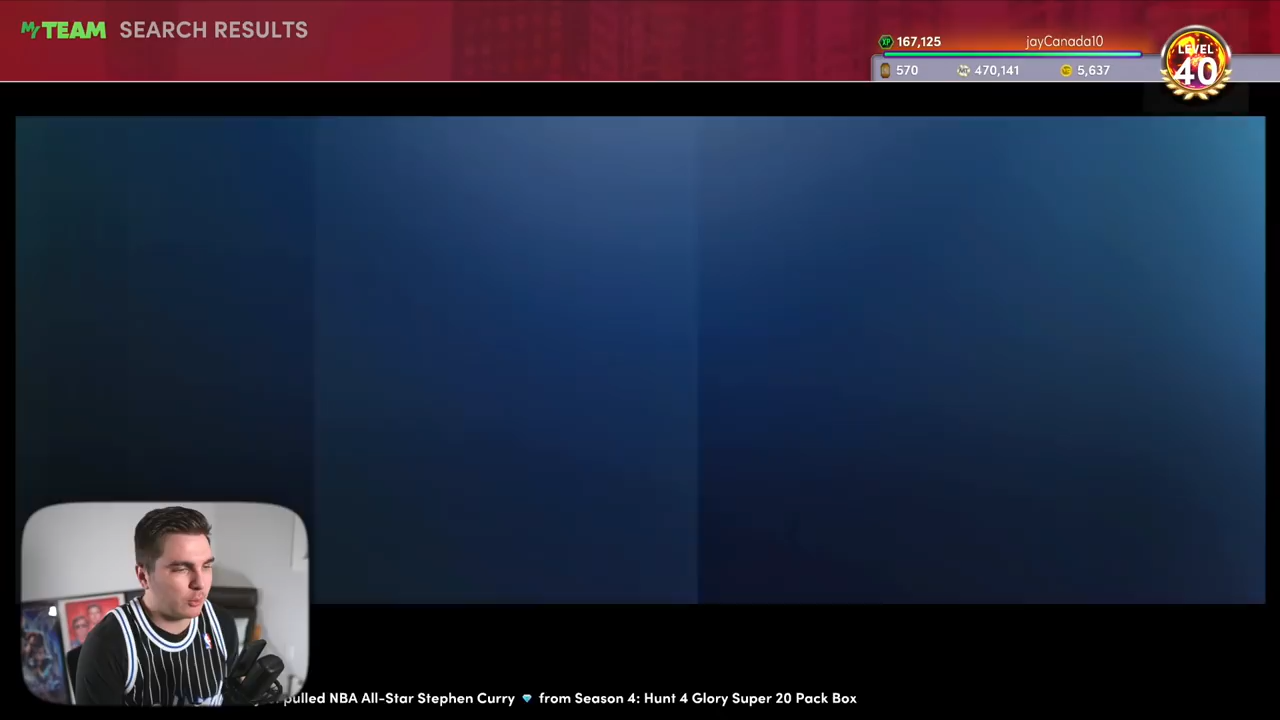 MyTEAM SEARCH RESULTS
XP 167,125 jayCanada10
570 470,141 5,637
LEVEL
40
pulled NBA All-Star Stephen Curry from Season 4: Hunt 4 Glory Super 20 Pack Box